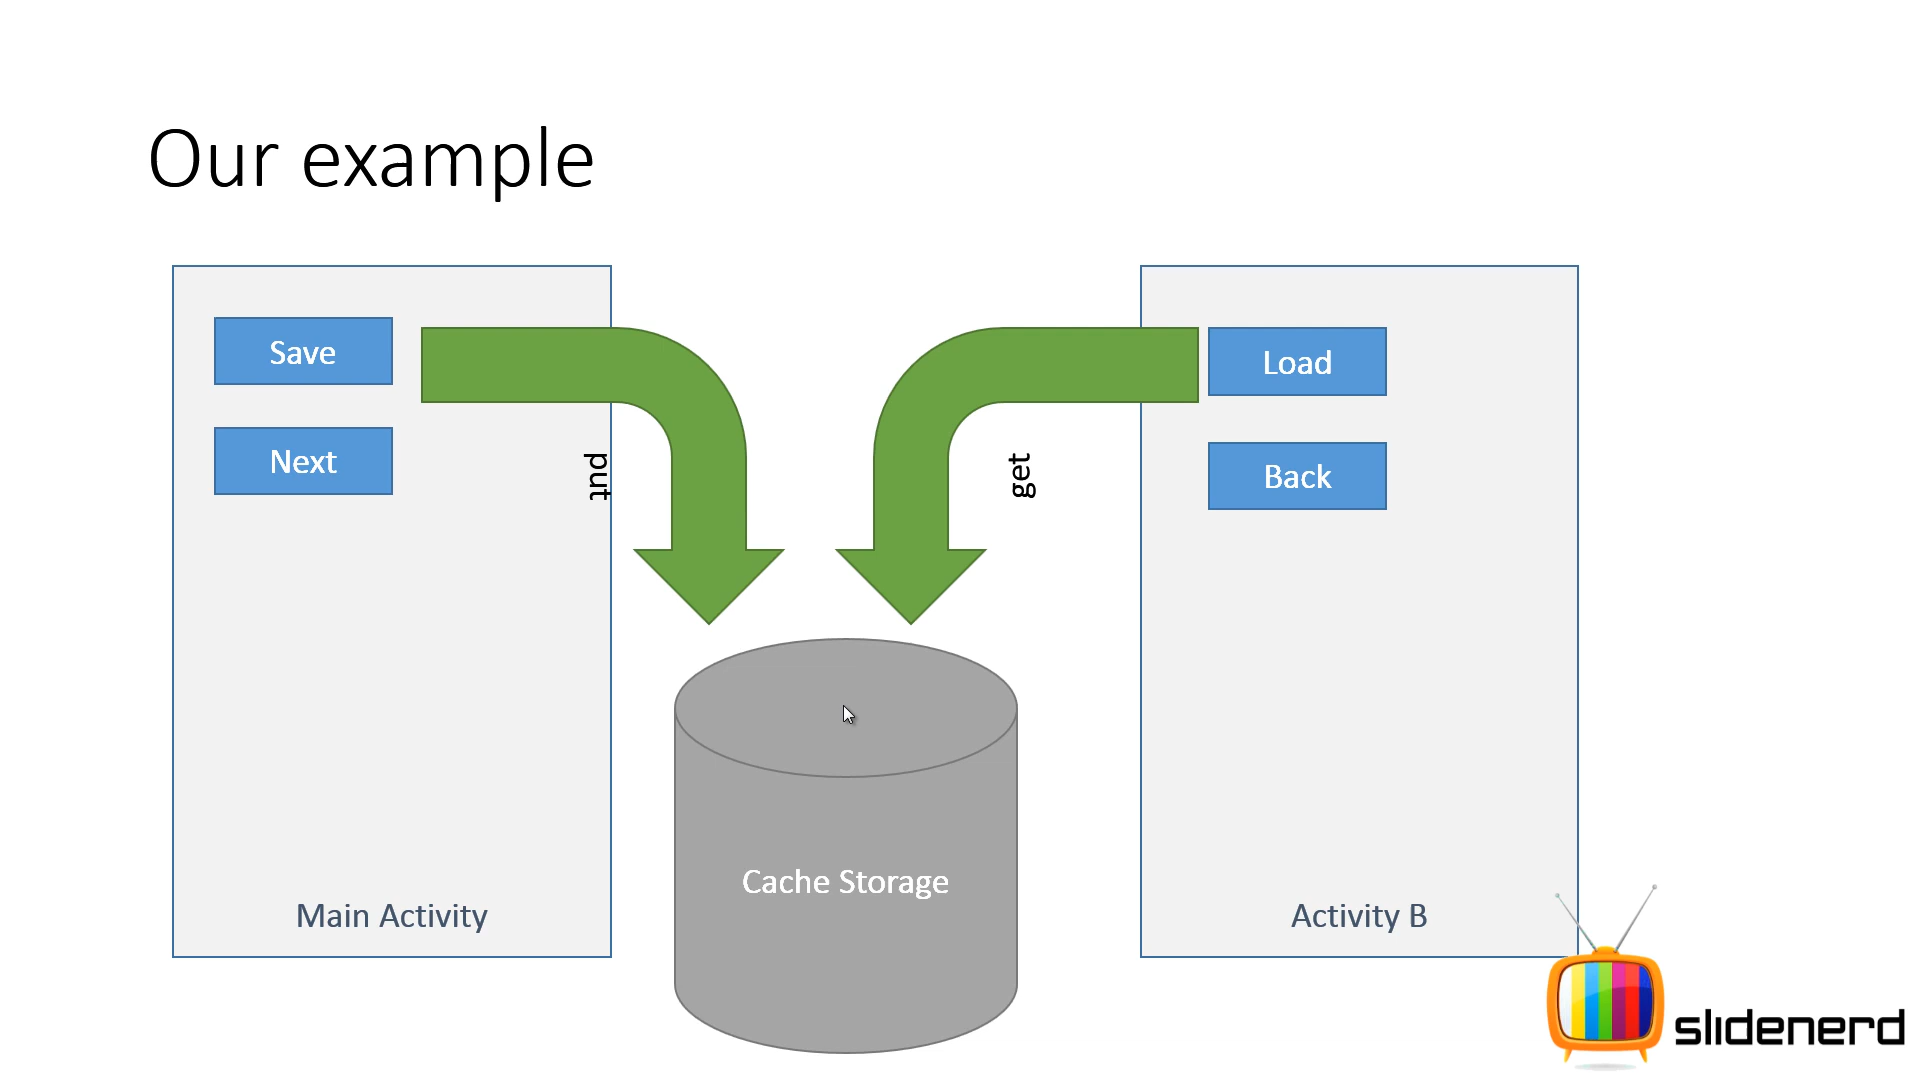 Our example
Save
Next
put
Main Activity
Cache Storage
get
Load
Back
Activity B
slidenerd